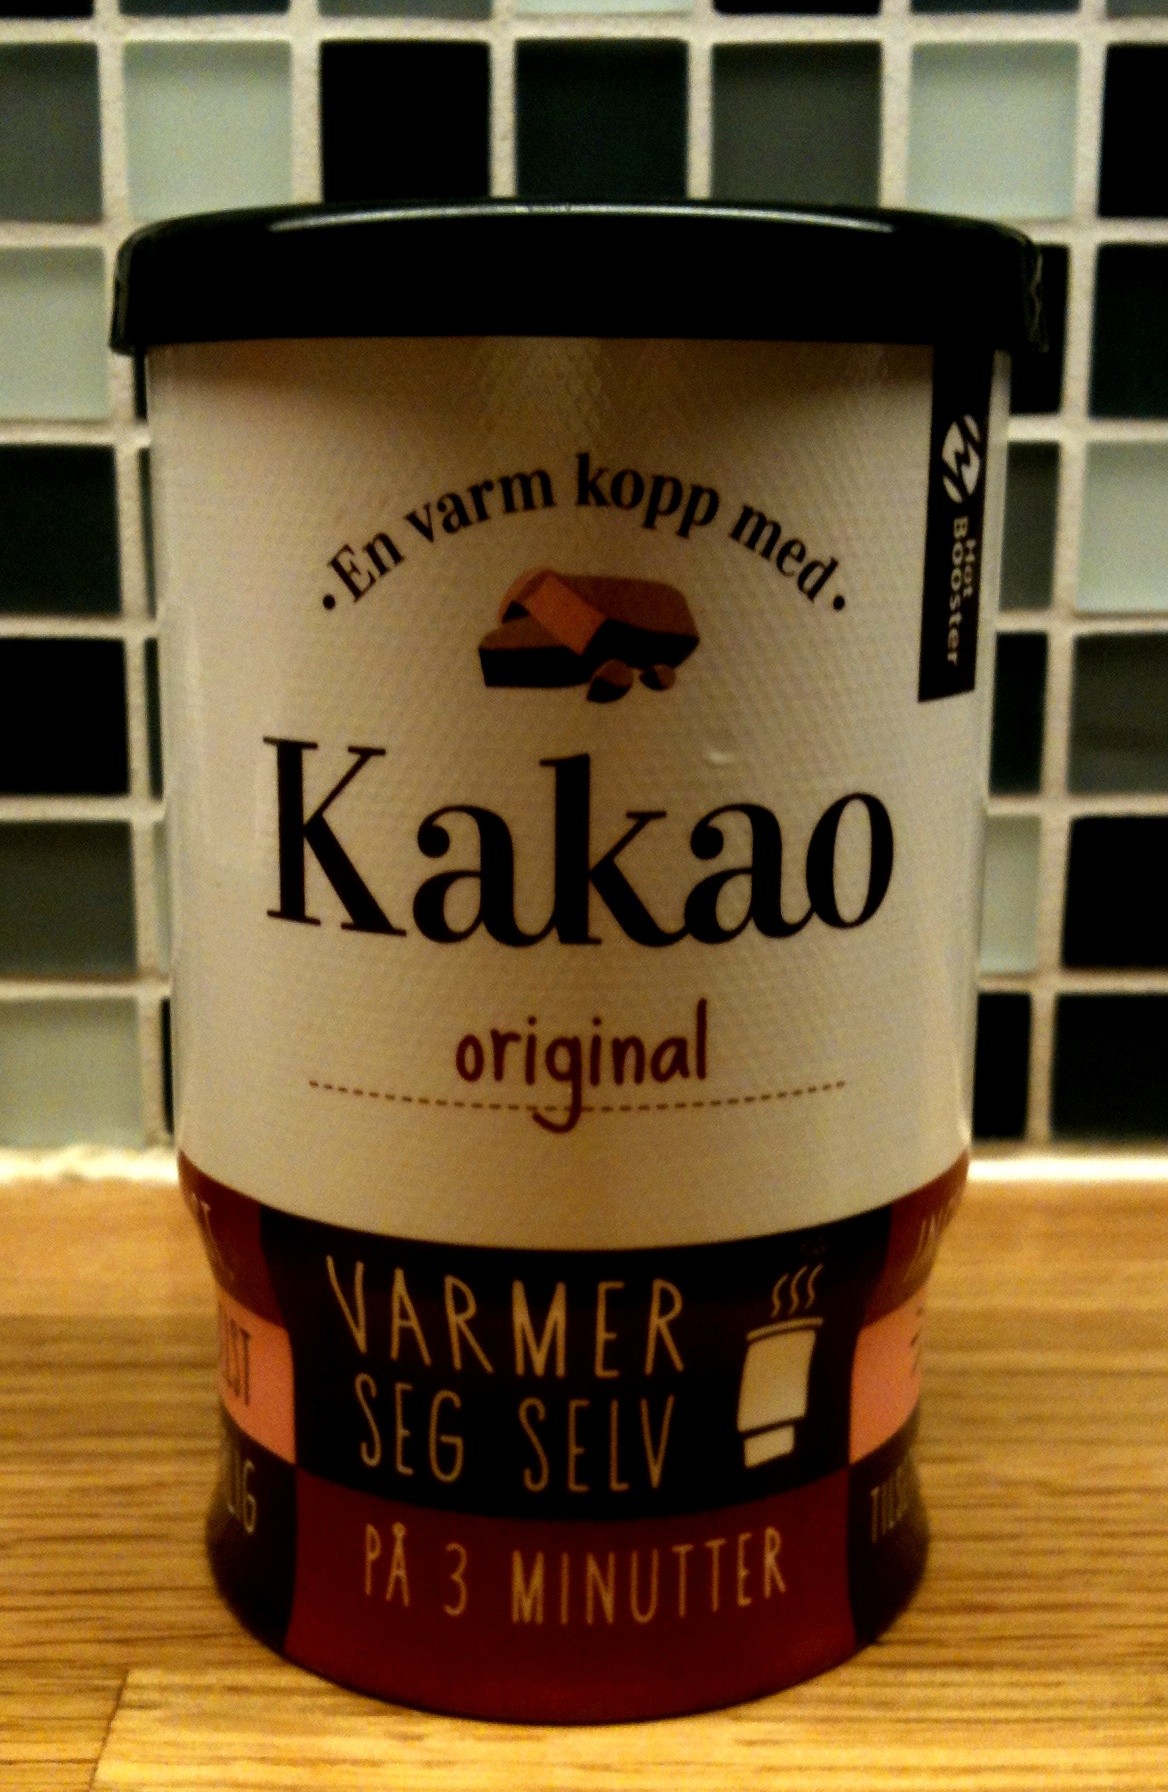 ·En varm kopp med·
Kakao
original
Hot
Booster
VARMER
SEG SELV
PÅ 3 MINUTTER